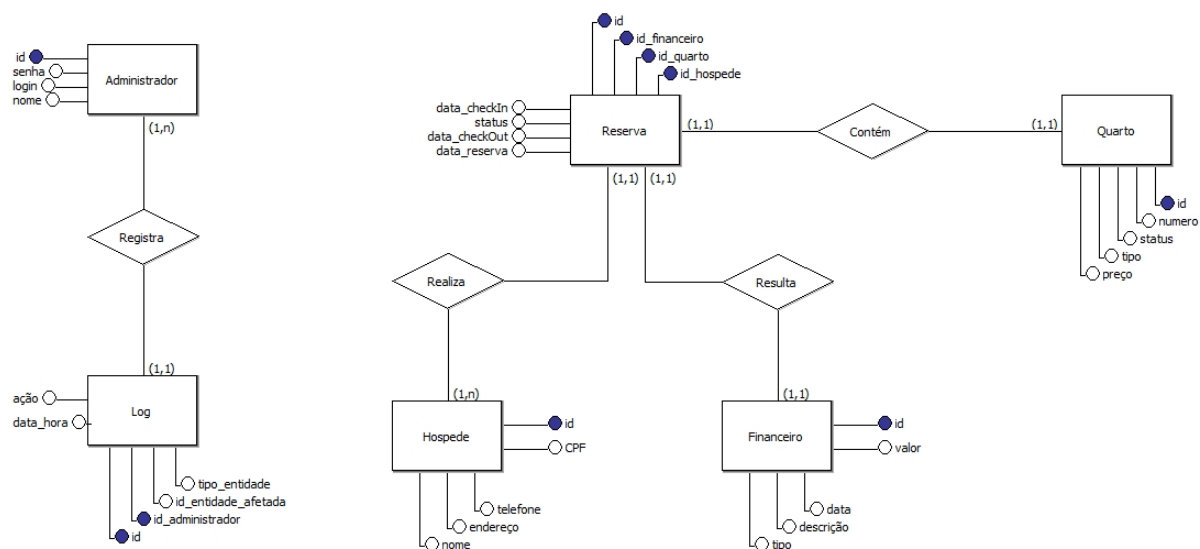 id
senha
login
nome
Administrador
(1,n)
Registra
(1,1)
ação
data_hora
Log
tipo_entidade
id_entidade_afetada
id_administrador
id
id
id_financeiro
id_quarto
id_hospede
data_checkIn
status
data_checkOut
data_reserva
Reserva
(1,1)
Contém
(1,1)
Quarto
id
numero
status
tipo
preço
(1,1)
(1,1)
Realiza
Resulta
(1,n)
Hospede
id
CPF
telefone
endereço
nome
(1,1)
Financeiro
id
valor
data
descrição
tipo